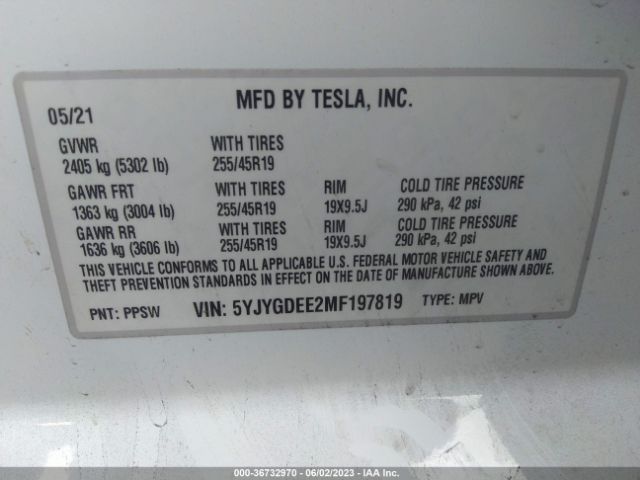 MFD BY TESLA, INC.
05/21
GVWR WITH TIRES
2405 kg (5302 lb) 255/45R19
GAWR FRT WITH TIRES RIM COLD TIRE PRESSURE
1363 kg (3004 lb) 255/45R19 19X9.5J 290 kPa, 42 psi
GAWR RR WITH TIRES RIM COLD TIRE PRESSURE
1636 kg (3606 lb) 255/45R19 19X9.5J 290 kPa, 42 psi
THIS VEHICLE CONFORMS TO ALL APPLICABLE U.S. FEDERAL MOTOR VEHICLE SAFETY AND
THEFT PREVENTION STANDARDS IN EFFECT ON THE DATE OF MANUFACTURE SHOWN ABOVE.
PNT: PPSW VIN: 5YJYGDEE2MF197819 TYPE: MPV
000-36732970 - 06/02/2023 - IAA Inc.